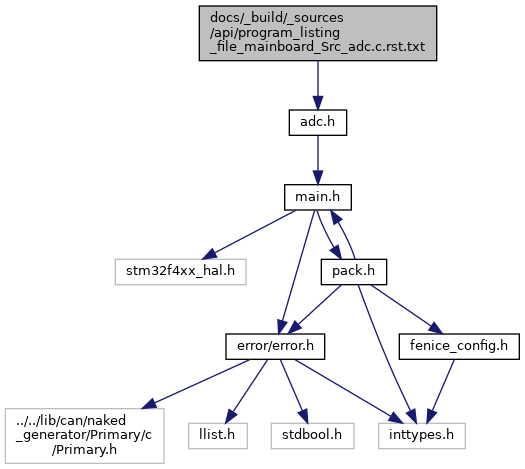 docs/_build/_sources
/api/program_listing
_file_mainboard_Src_adc.c.rst.txt
adc.h
main.h
stm32f4xx_hal.h
pack.h
error/error.h
fenice_config.h
../../lib/can/naked
_generator/Primary/c
/Primary.h
llist.h
stdbool.h
inttypes.h